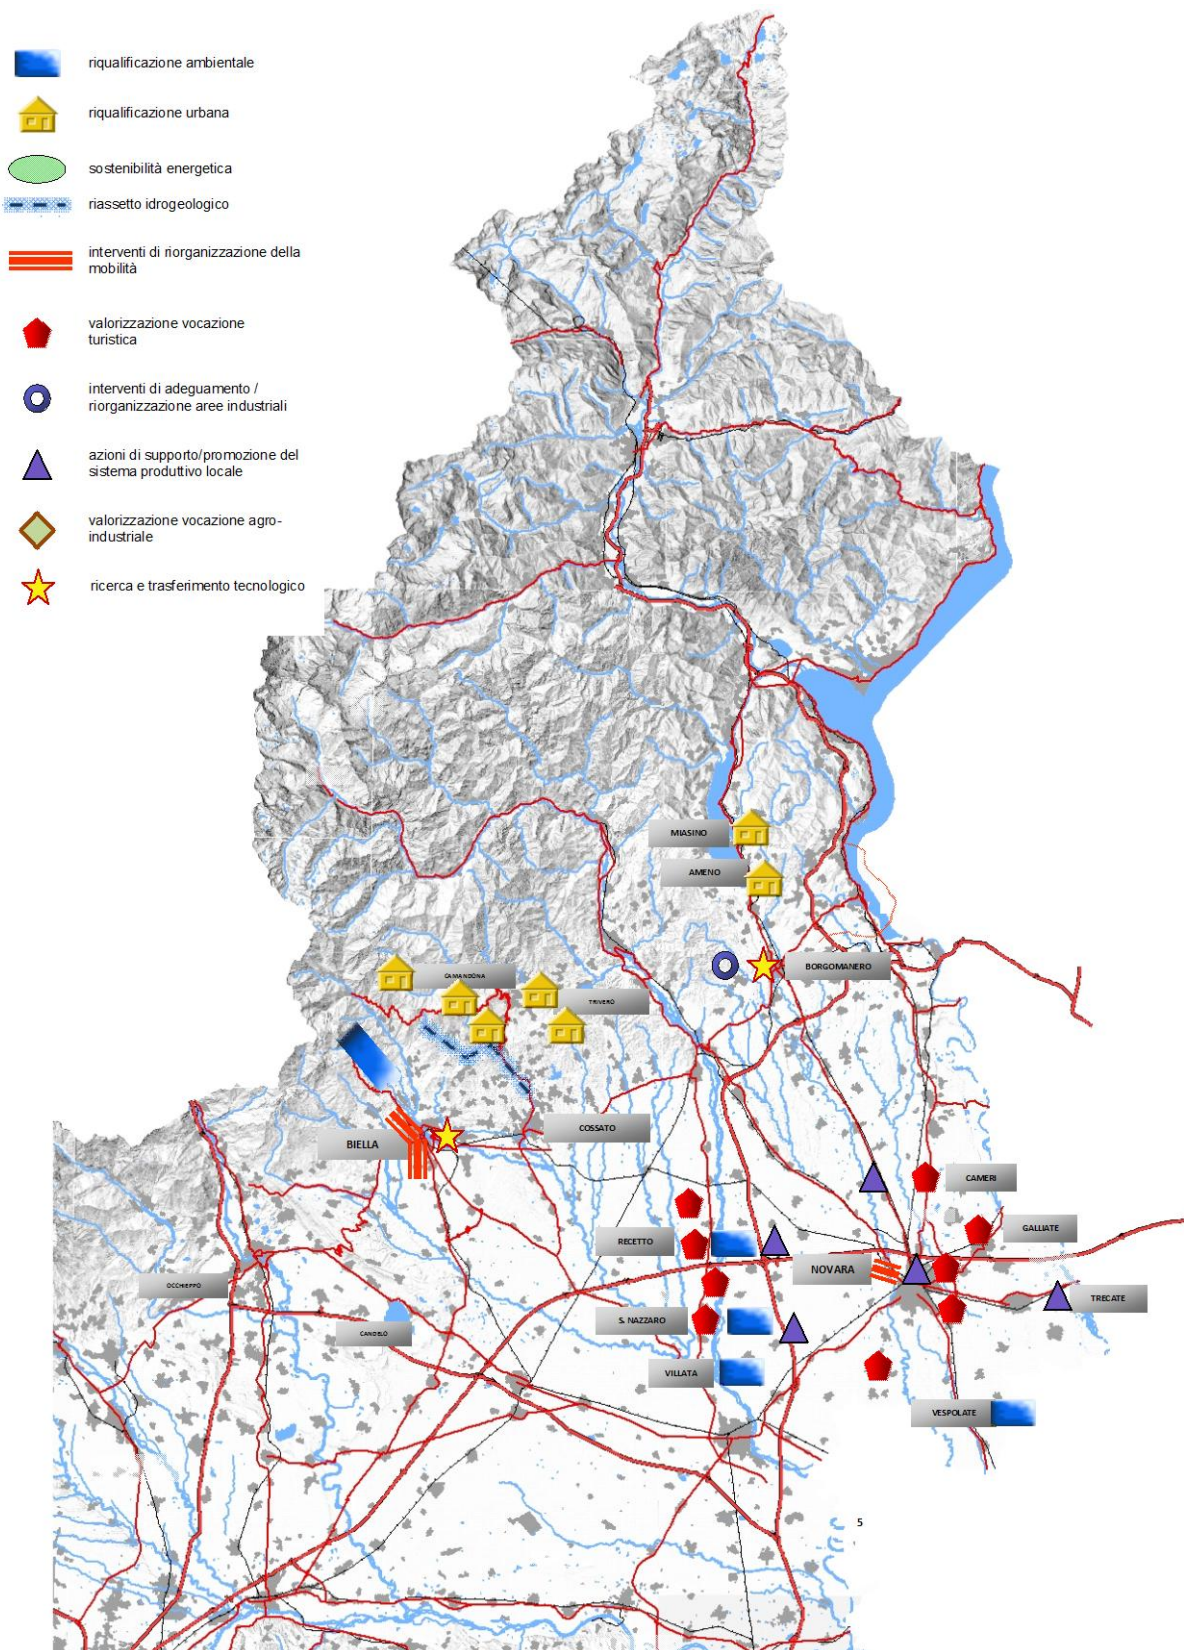 riqualificazione ambientale
riqualificazione urbana
sostenibilità energetica
riassetto idrogeologico
interventi di riorganizzazione della
mobilità
valorizzazione vocazione
turistica
interventi di adeguamento /
riorganizzazione aree industriali
azioni di supporto/promozione del
sistema produttivo locale
valorizzazione vocazione agro-
industriale
ricerca e trasferimento tecnologico
MIASINO
AMENO
BORGOMANERO
CAMANDONA
TRIVERO
COSSATO
BIELLA
CAMERI
GALLIATE
RECETTO
NOVARA
OCCHIEPPO
TRECATE
S. NAZZARO
CANDELO
VILLATA
VESPOLATE
5